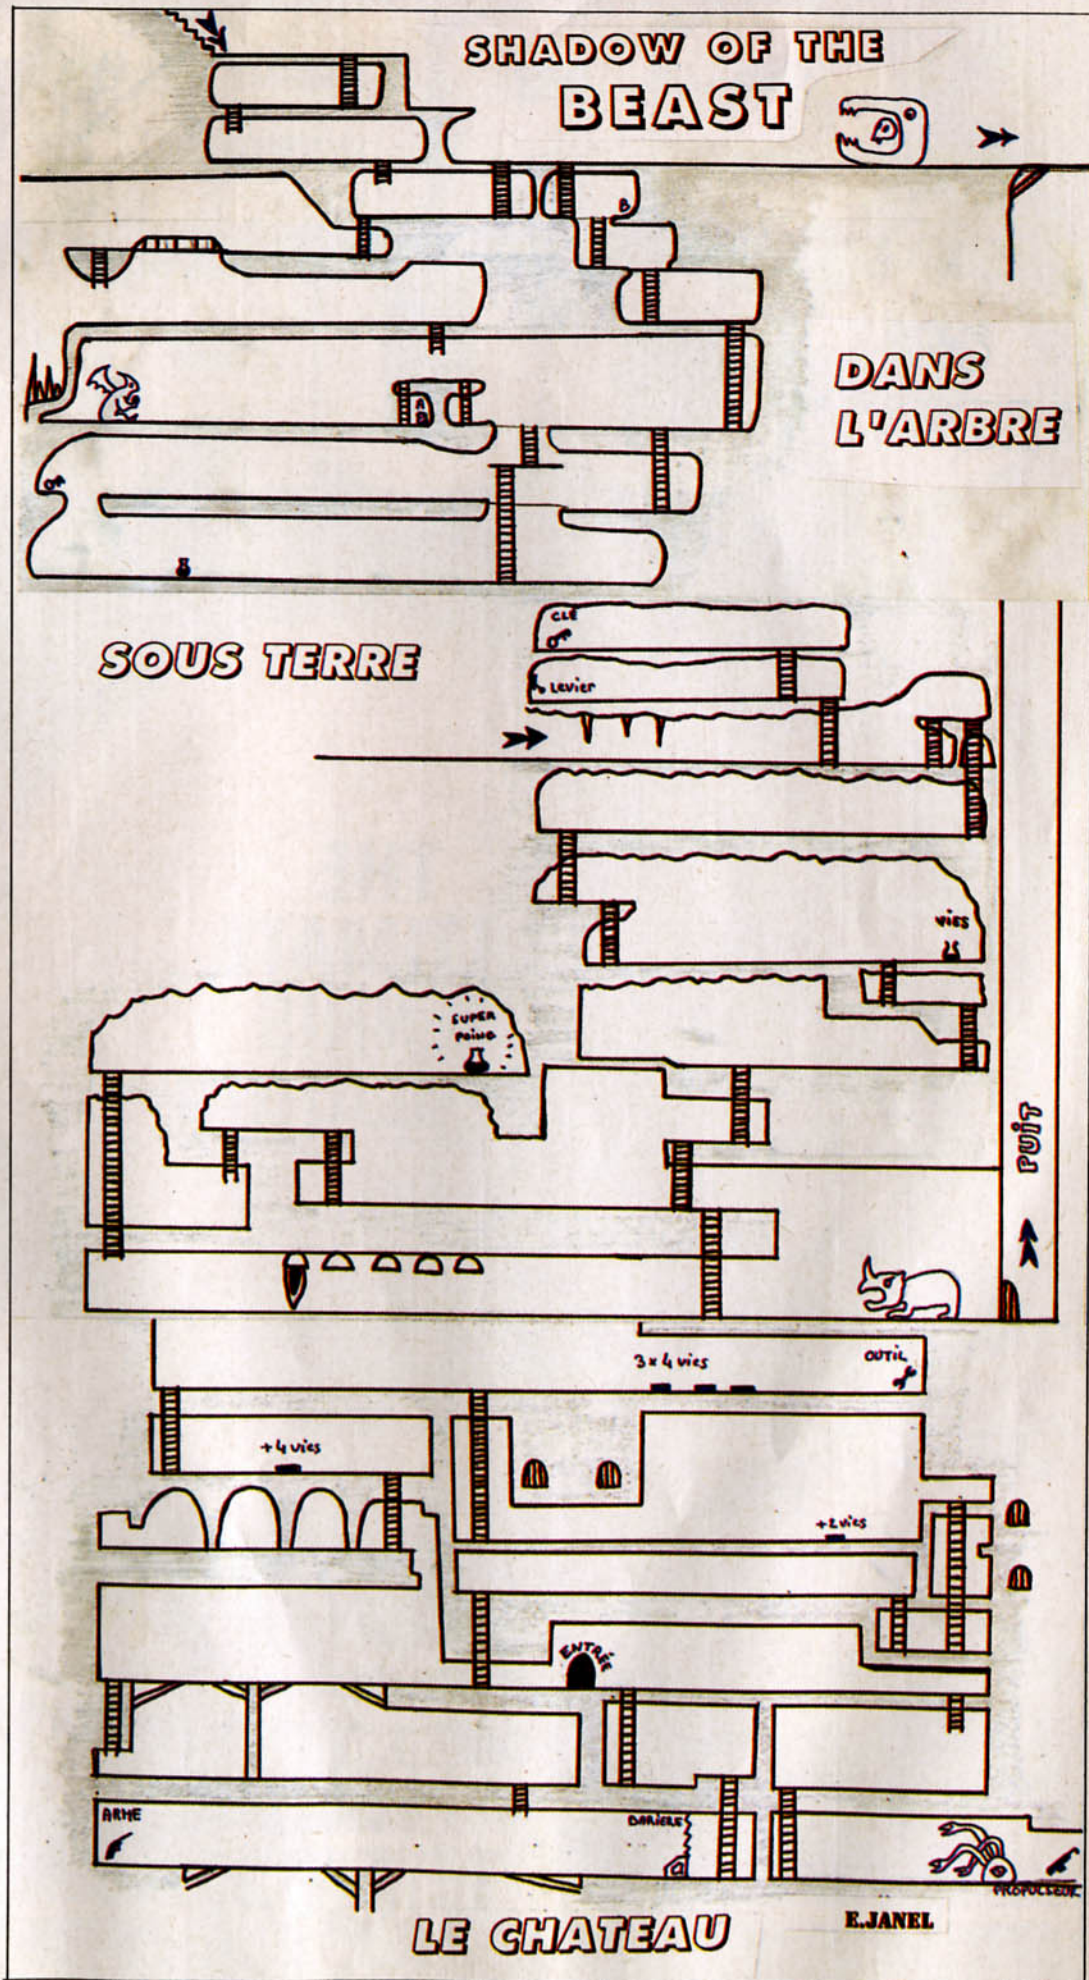 SHADOW OF THE
BEAST
B
DANS
L'ARBRE
A
B
SOUS TERRE
CLÉ
LEVIER
VIES
SUPER
POING
PUIT
3 x 4 vies
OUTIL
+ 4 vies
+2 vies
ENTRÉE
ARME
BARIERE
PROPULSEUR
LE CHATEAU
E.JANEL